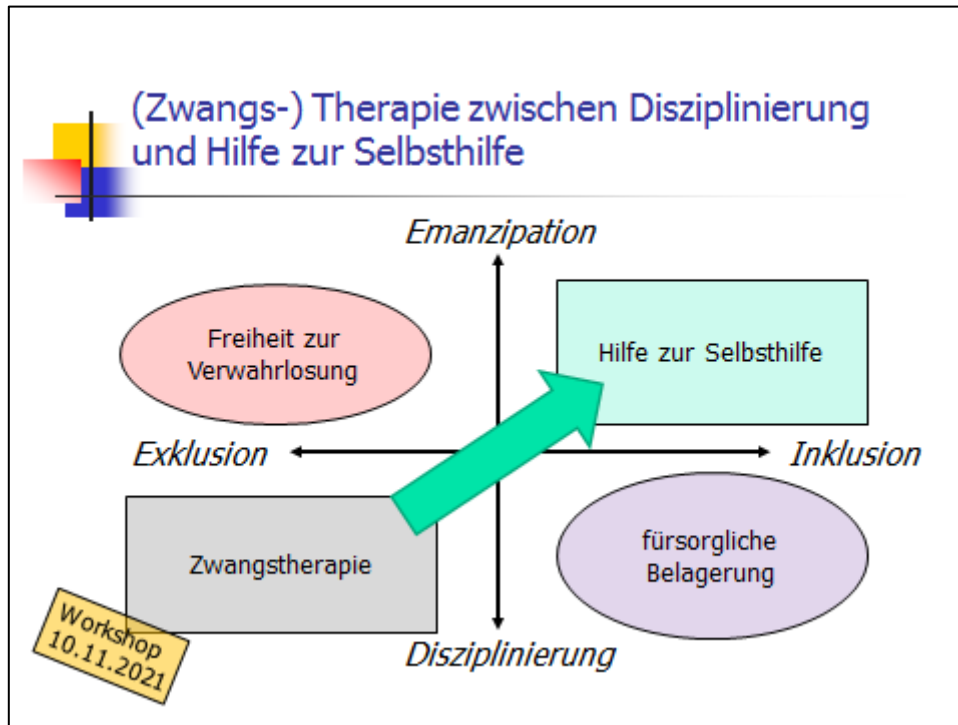 (Zwangs-) Therapie zwischen Disziplinierung
und Hilfe zur Selbsthilfe
Emanzipation
Freiheit zur
Verwahrlosung
Hilfe zur Selbsthilfe
Exklusion
Inklusion
Zwangstherapie
fürsorgliche
Belagerung
Workshop
10.11.2021
Disziplinierung